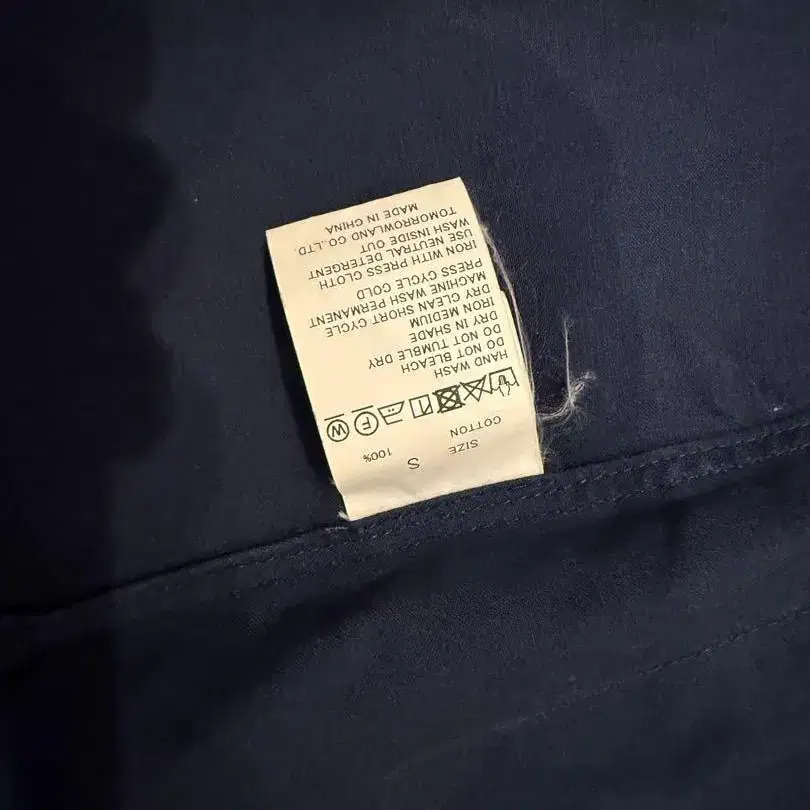 SIZE S
COTTON 100%
W F
HAND WASH
DO NOT BLEACH
DO NOT TUMBLE DRY
DRY IN SHADE
IRON MEDIUM
DRY CLEAN SHORT CYCLE
MACHINE WASH PERMANENT
PRESS CYCLE COLD
IRON WITH PRESS CLOTH
USE NEUTRAL DETERGENT
WASH INSIDE OUT
TOMORROWLAND CO.,LTD.
MADE IN CHINA